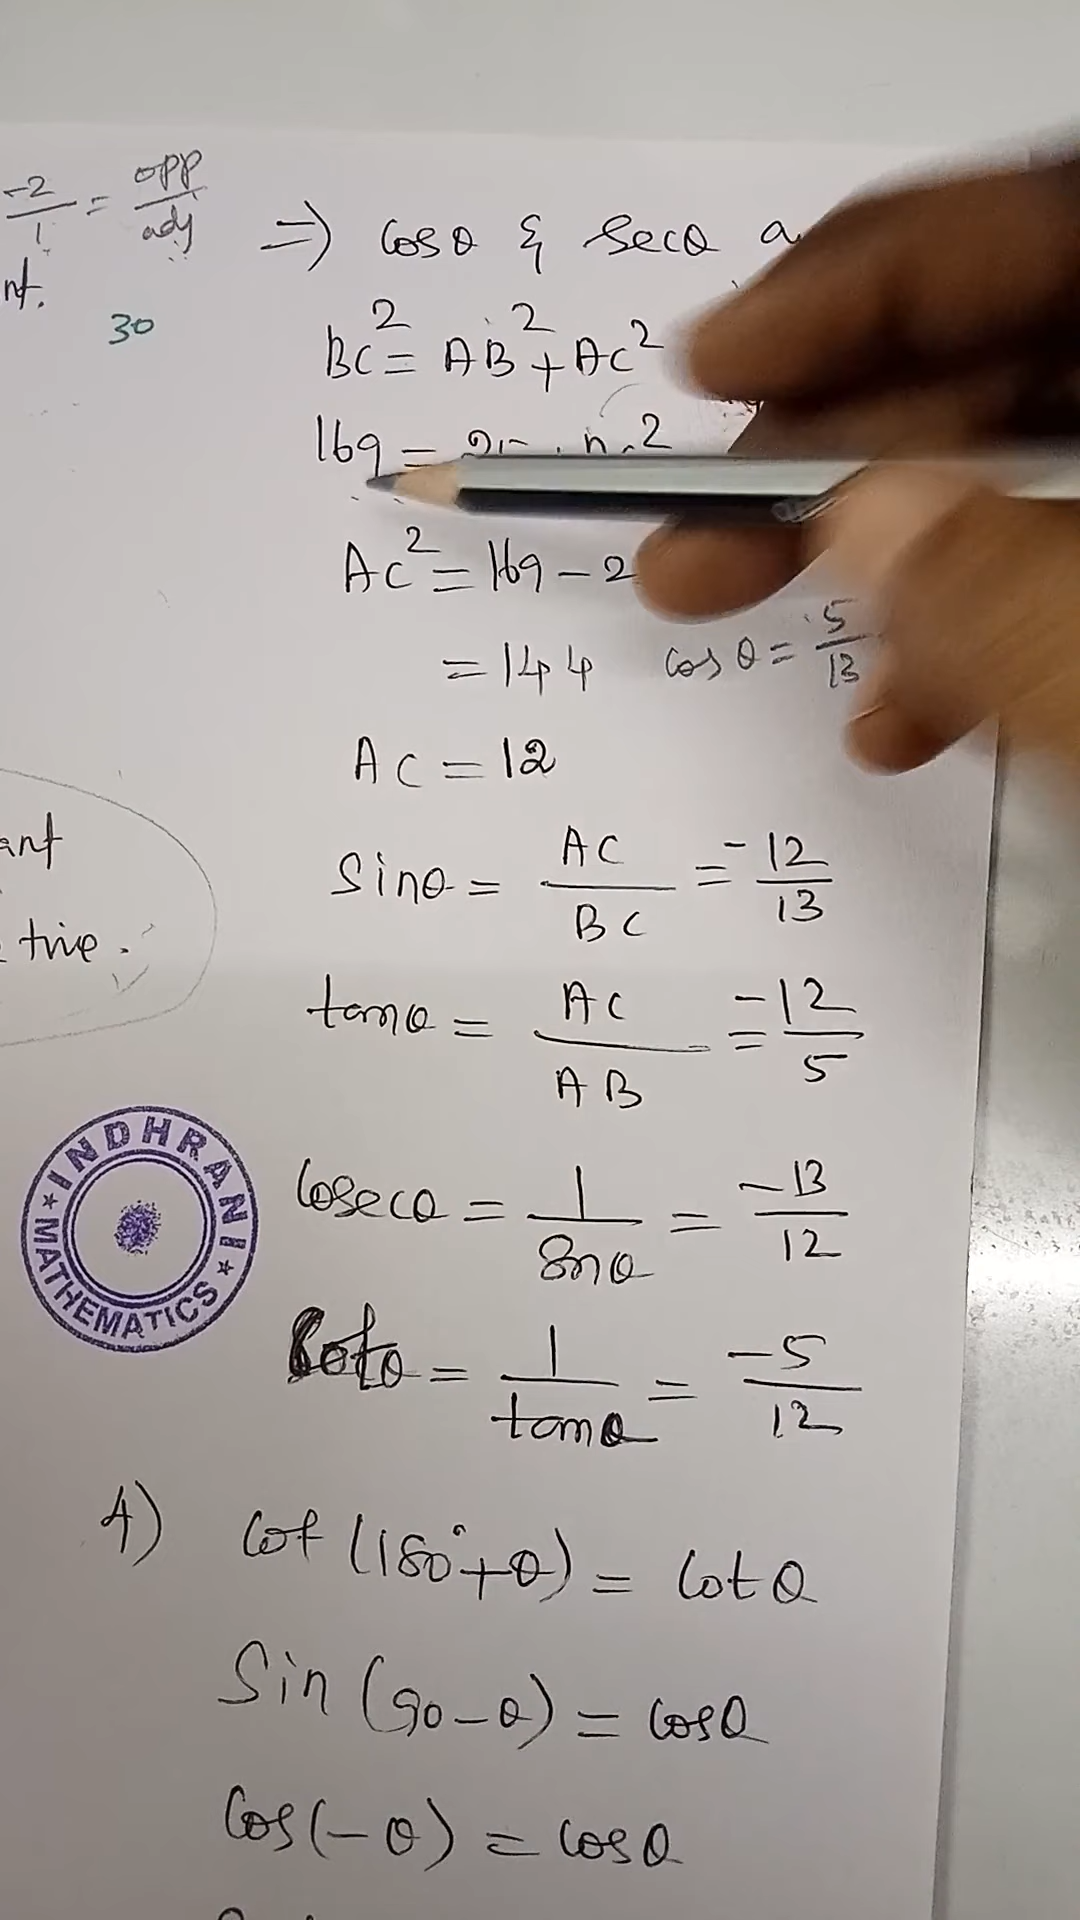 -2/1 = opp/adj
⇒) cosθ & secθ a
nt.
30
BC² = AB² + AC²
169 =
AC² = 169 - 2
= 144
cos θ = 5/13
AC = 12
ant
sinθ = AC/BC = -12/13
tive.
tanθ = AC/AB = -12/5
INDHRANI
MATHEMATICS
cosecθ = 1/sinθ = -13/12
cotθ = 1/tanθ = -5/12
4) cot (180°+θ) = cotθ
Sin (90-θ) = cosθ
cos(-θ) = cosθ